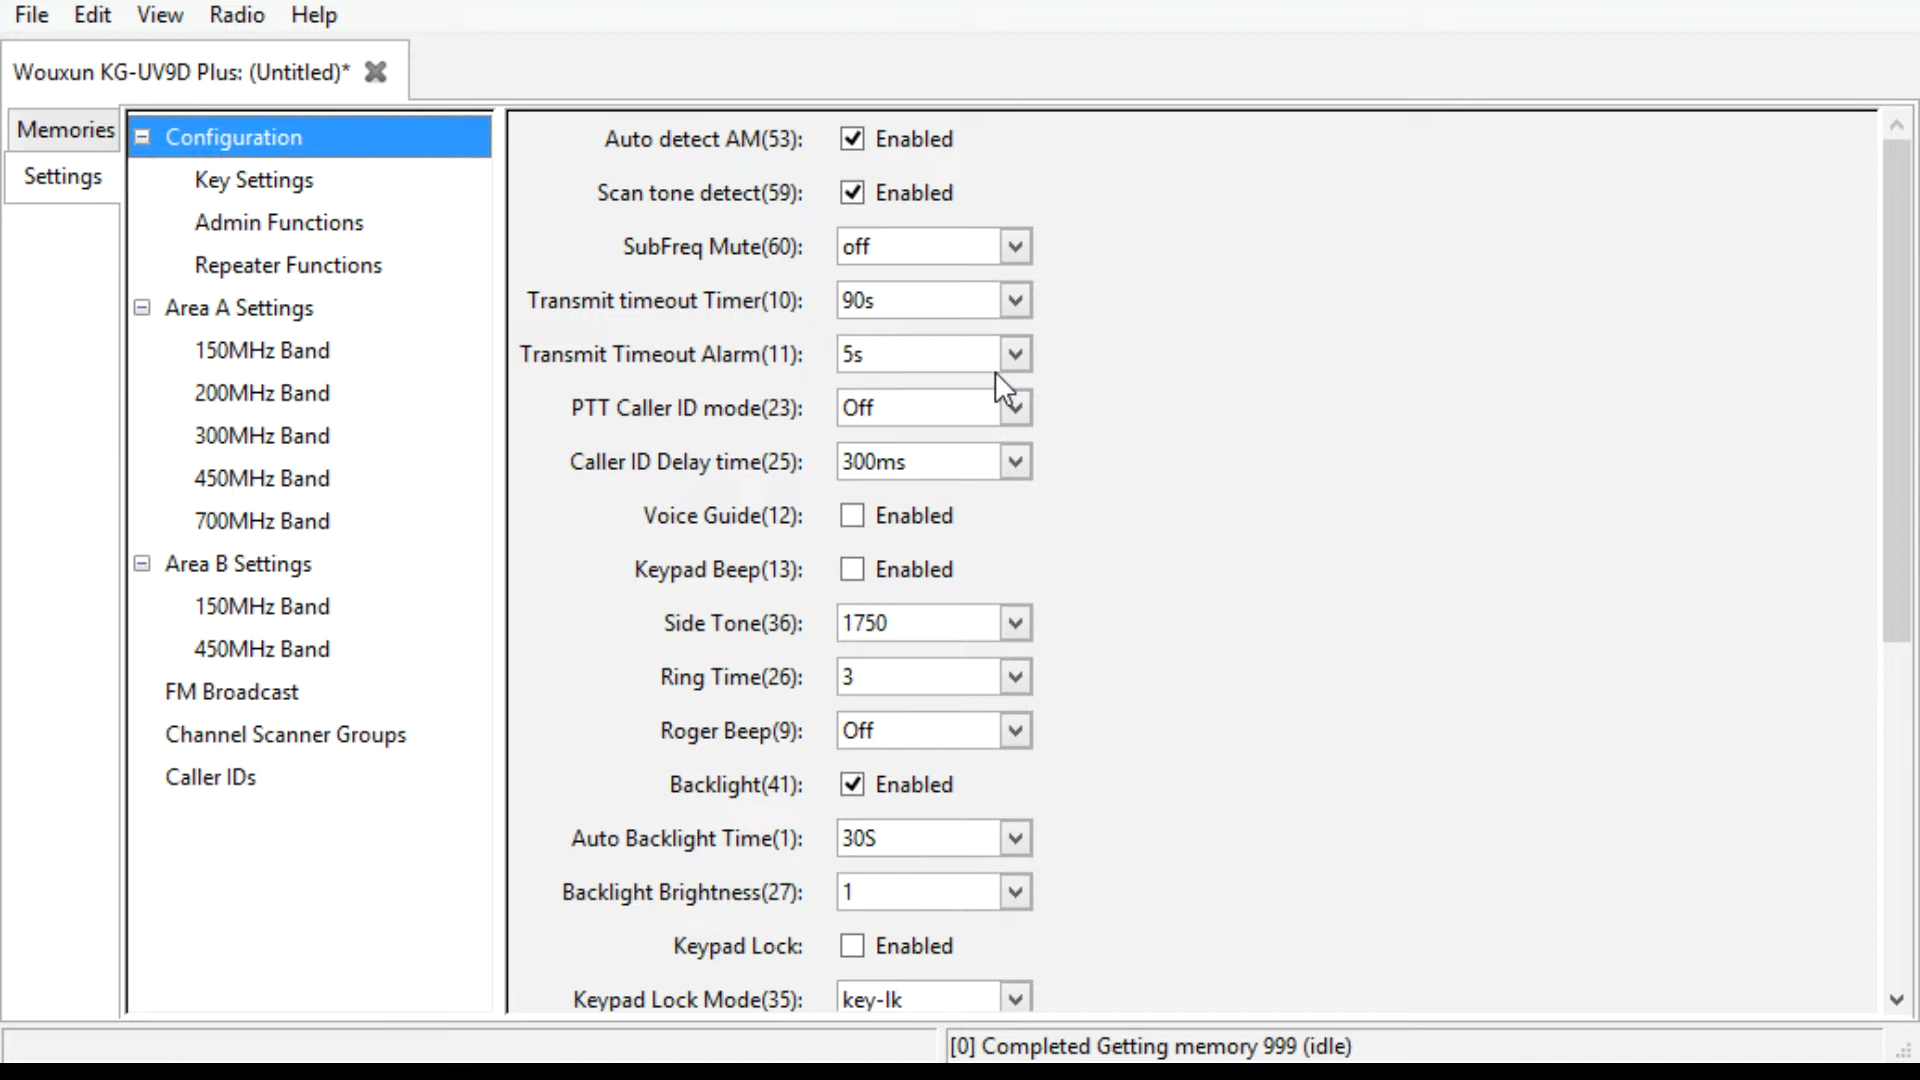 File Edit View Radio Help
Wouxun KG-UV9D Plus: (Untitled)*
Memories
Settings
Configuration
Key Settings
Admin Functions
Repeater Functions
Area A Settings
150MHz Band
200MHz Band
300MHz Band
450MHz Band
700MHz Band
Area B Settings
150MHz Band
450MHz Band
FM Broadcast
Channel Scanner Groups
Caller IDs
Auto detect AM(53): Enabled
Scan tone detect(59): Enabled
SubFreq Mute(60): off
Transmit timeout Timer(10): 90s
Transmit Timeout Alarm(11): 5s
PTT Caller ID mode(23): Off
Caller ID Delay time(25): 300ms
Voice Guide(12): Enabled
Keypad Beep(13): Enabled
Side Tone(36): 1750
Ring Time(26): 3
Roger Beep(9): Off
Backlight(41): Enabled
Auto Backlight Time(1): 30S
Backlight Brightness(27): 1
Keypad Lock: Enabled
Keypad Lock Mode(35): key-lk
[0] Completed Getting memory 999 (idle)